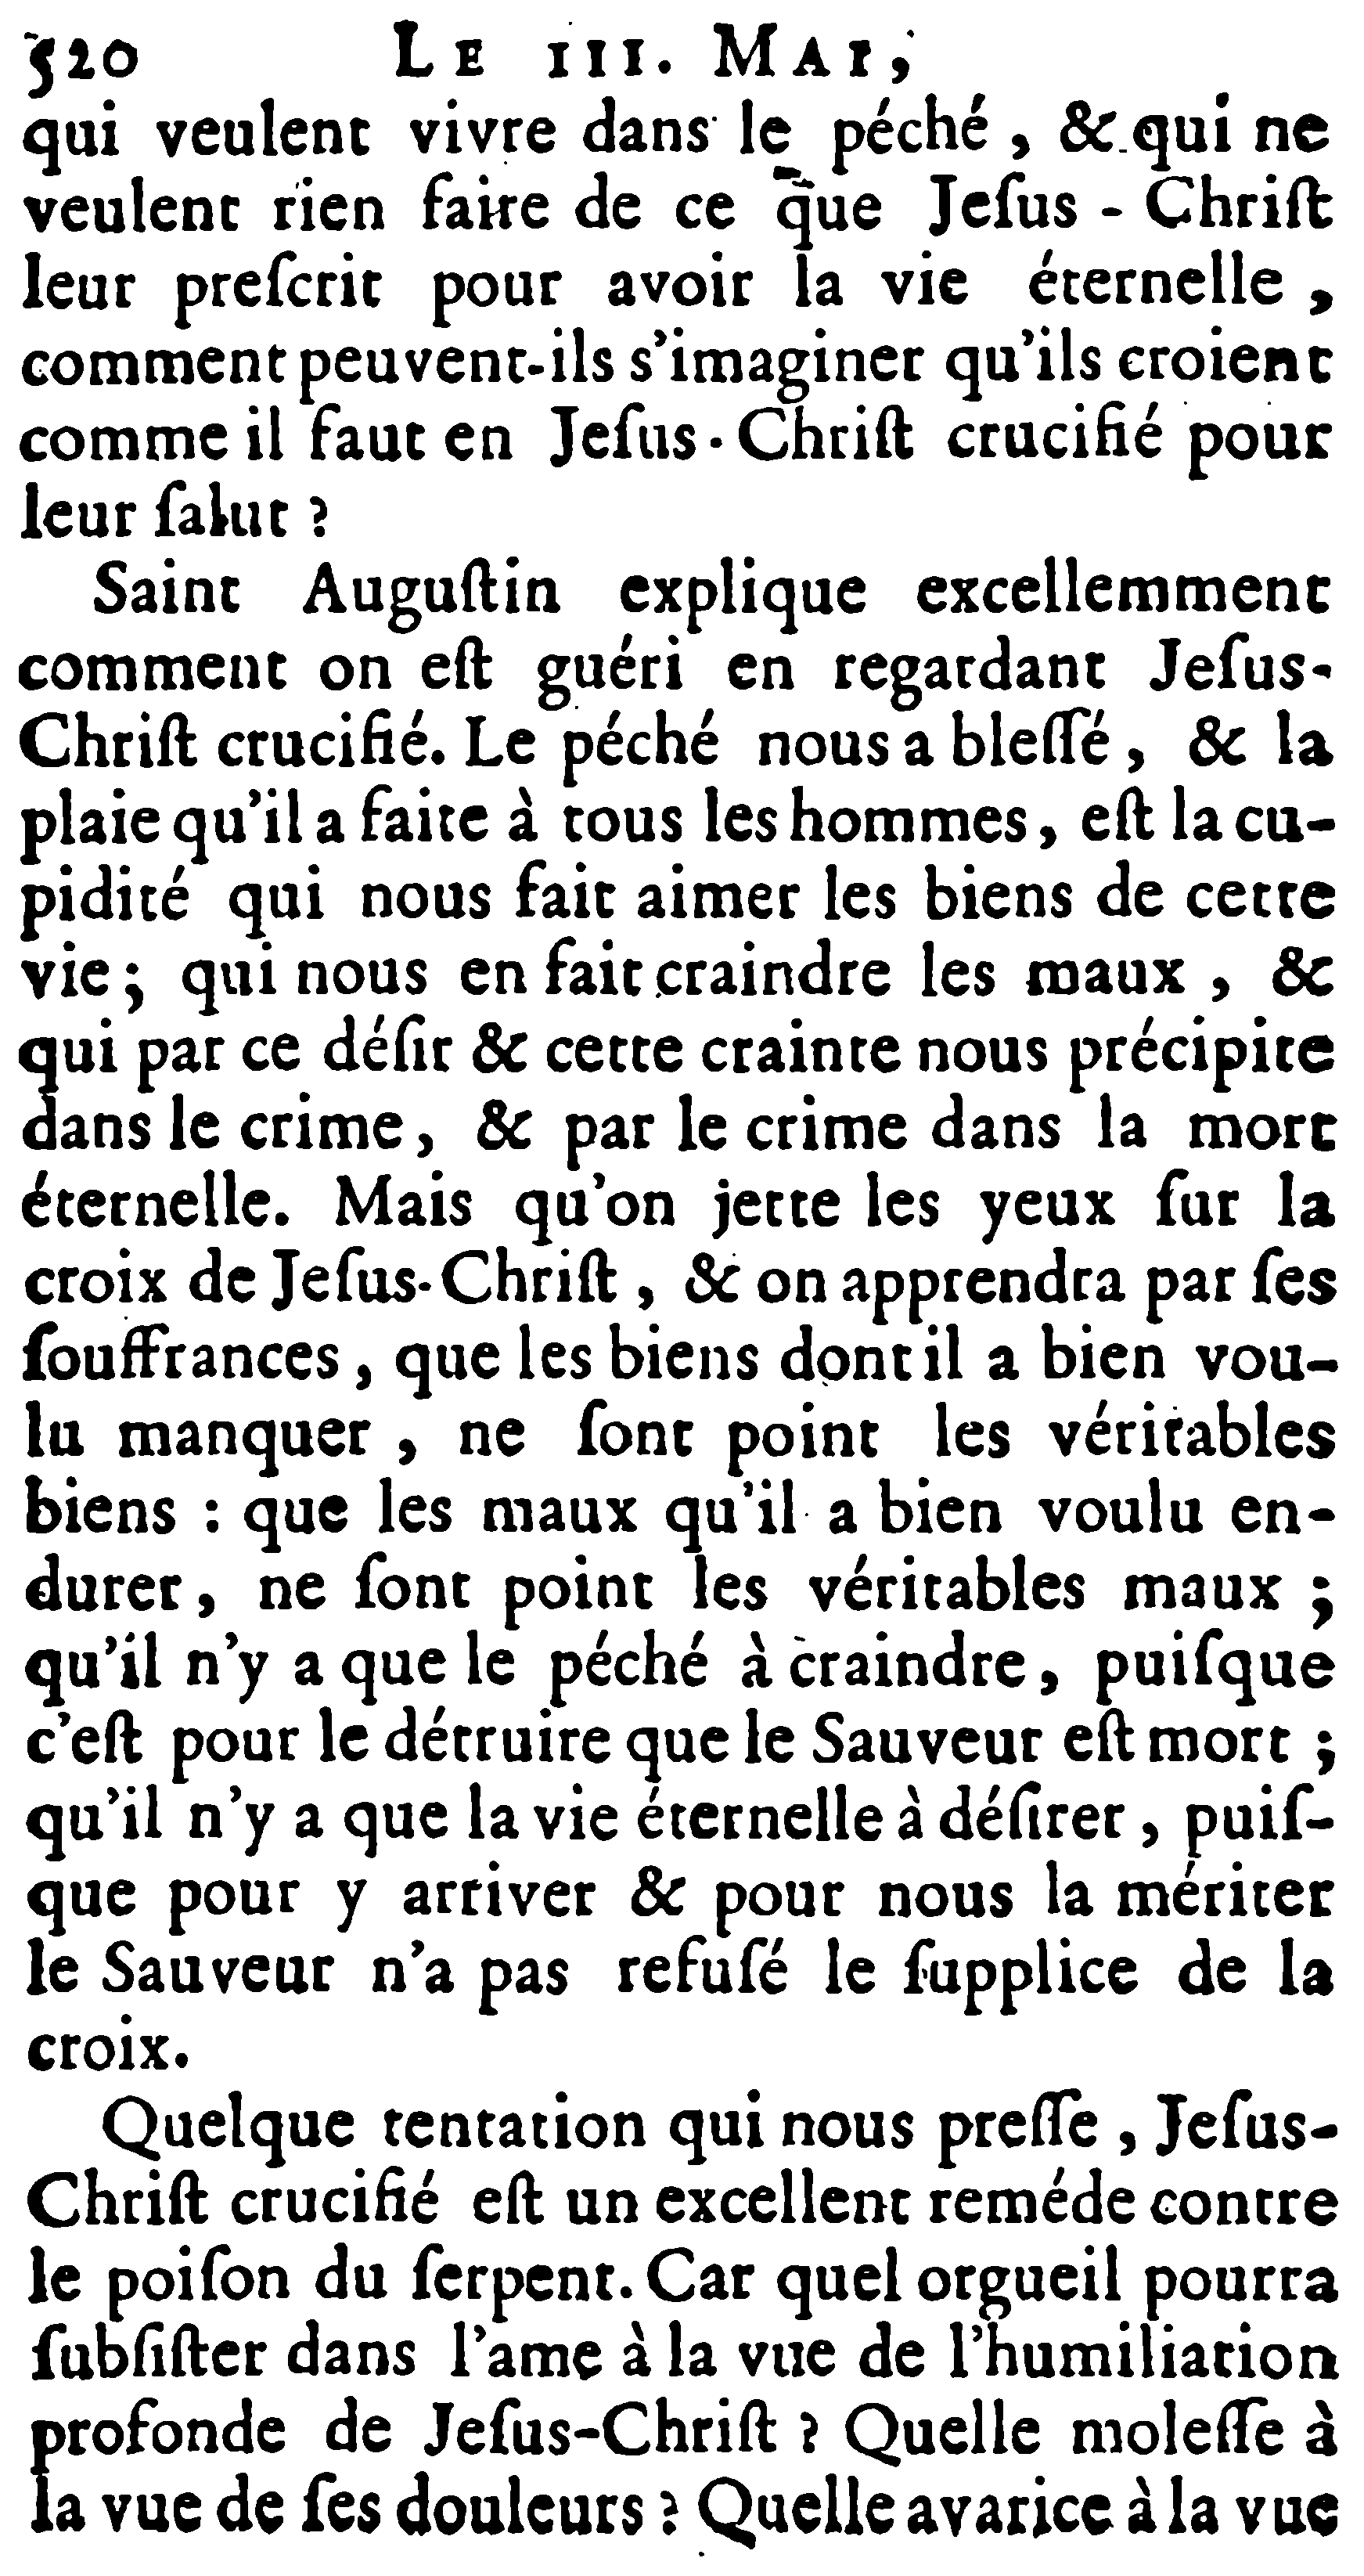 520 LE III. MAI,
qui veulent vivre dans le péché, & qui ne
veulent rien faire de ce que Jeſus-Chriſt
leur preſcrit pour avoir la vie éternelle,
comment peuvent-ils s'imaginer qu'ils croient
comme il faut en Jeſus-Chriſt crucifié pour
leur ſalut ?
Saint Auguſtin explique excellemment
comment on eſt guéri en regardant Jeſus-
Chriſt crucifié. Le péché nous a bleſſé, & la
plaie qu'il a faite à tous les hommes, eſt la cu-
pidité qui nous fait aimer les biens de cette
vie; qui nous en fait craindre les maux, &
qui par ce déſir & cette crainte nous précipite
dans le crime, & par le crime dans la mort
éternelle. Mais qu'on jette les yeux ſur la
croix de Jeſus-Chriſt, & on apprendra par ſes
ſouffrances, que les biens dont il a bien vou-
lu manquer, ne ſont point les véritables
biens : que les maux qu'il a bien voulu en-
durer, ne ſont point les véritables maux ;
qu'il n'y a que le péché à craindre, puiſque
c'eſt pour le détruire que le Sauveur eſt mort ;
qu'il n'y a que la vie éternelle à déſirer, puiſ-
que pour y arriver & pour nous la mériter
le Sauveur n'a pas refuſé le ſupplice de la
croix.
Quelque tentation qui nous preſſe, Jeſus-
Chriſt crucifié eſt un excellent reméde contre
le poiſon du ſerpent. Car quel orgueil pourra
ſubſiſter dans l'ame à la vue de l'humiliation
profonde de Jeſus-Chriſt ? Quelle moleſſe à
la vue de ſes douleurs ? Quelle avarice à la vue